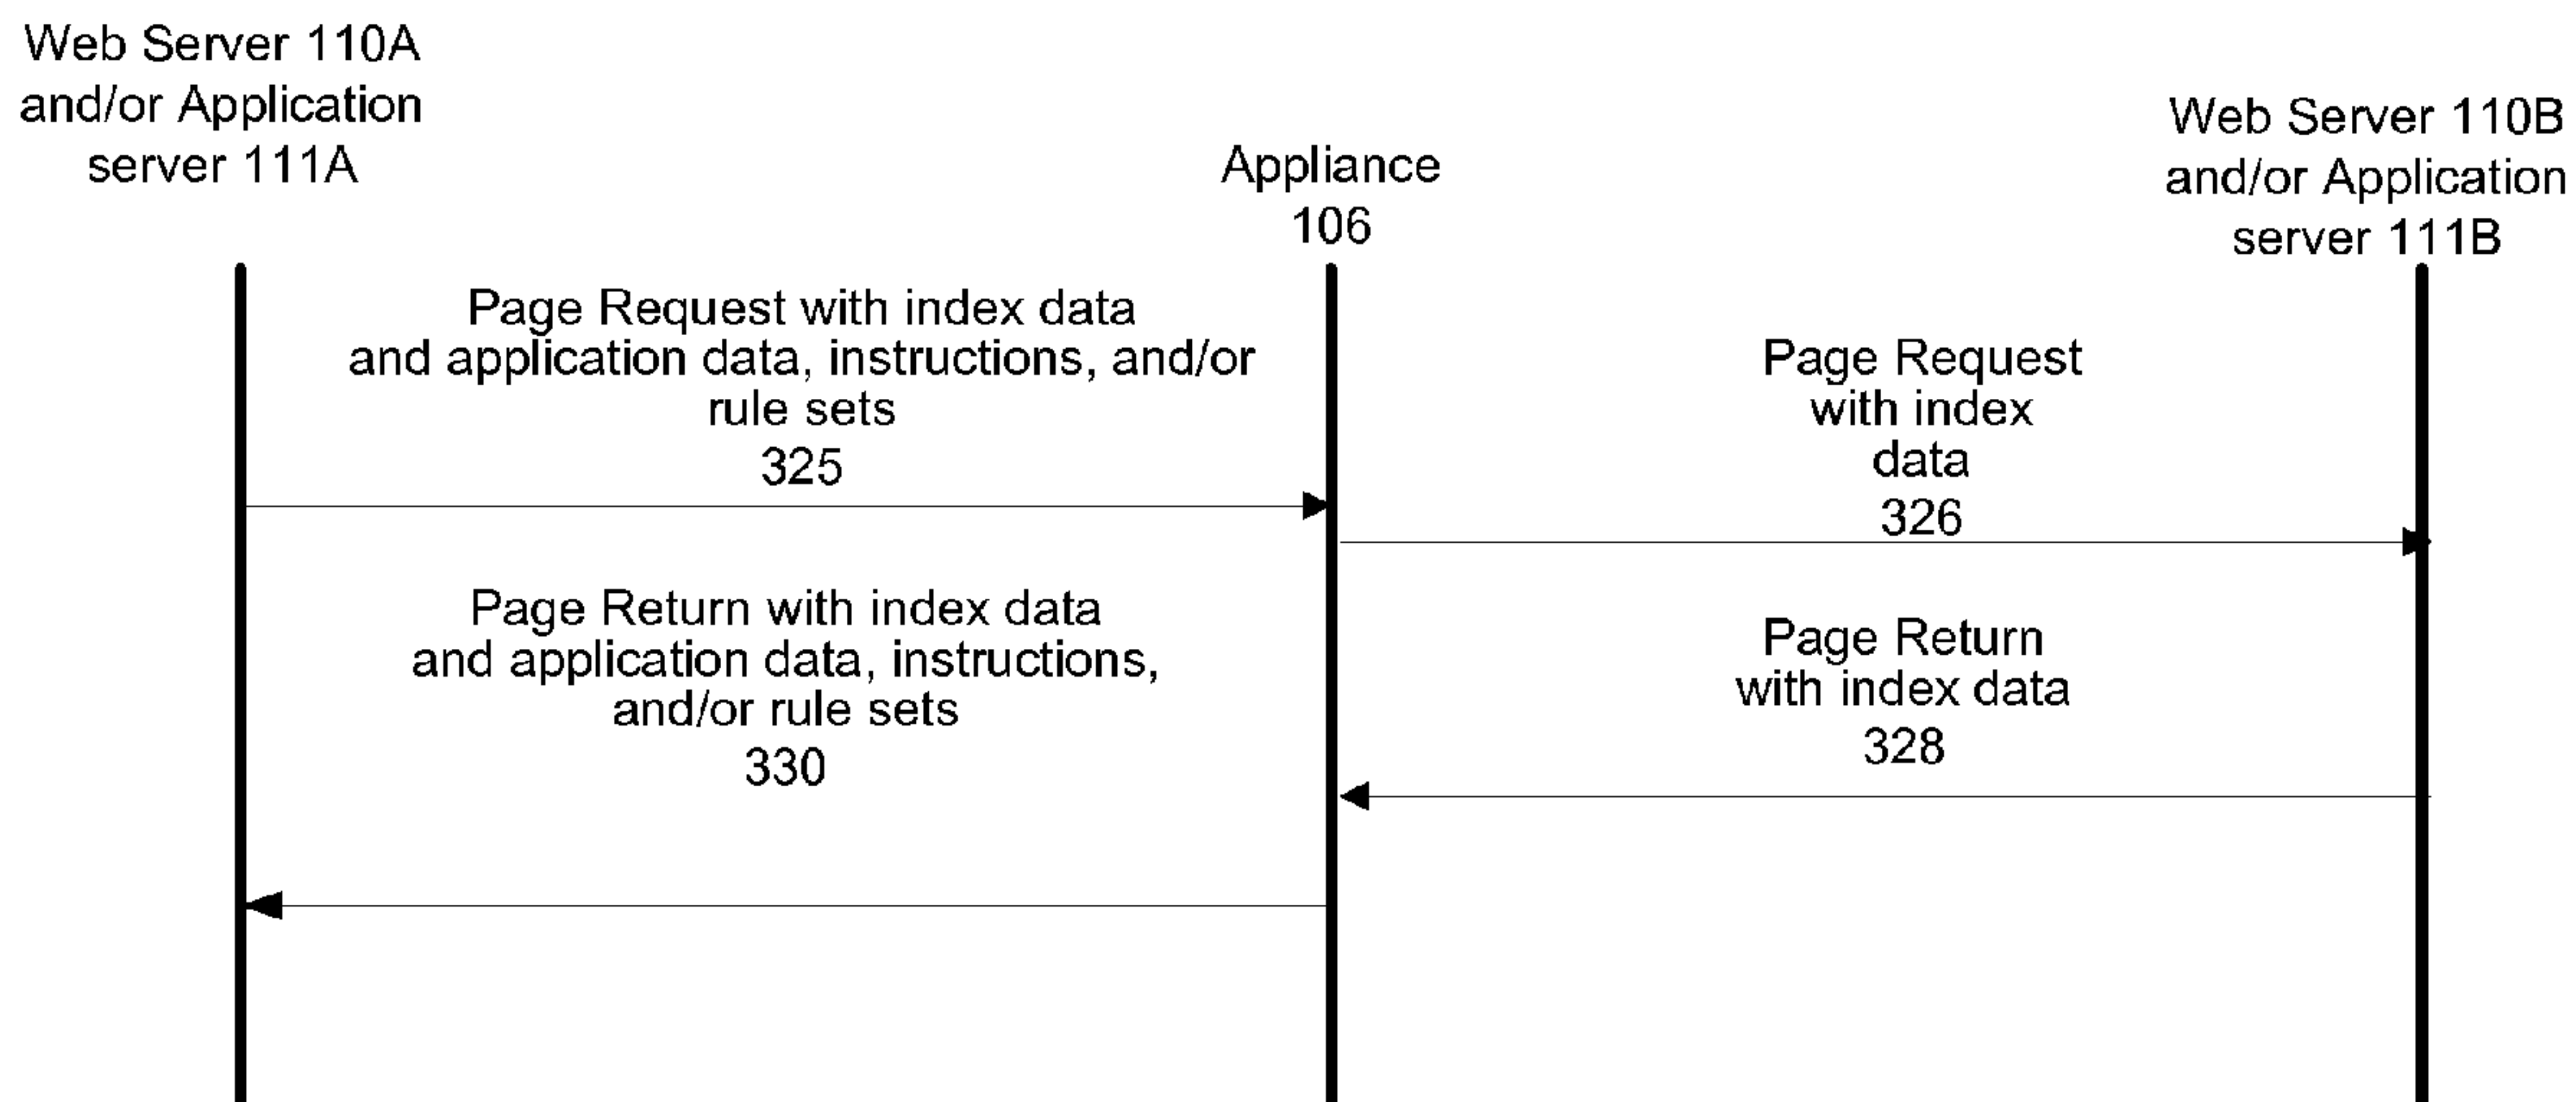 Web Server 110A
and/or Application
server 111A
Appliance
106
Web Server 110B
and/or Application
server 111B
Page Request with index data
and application data, instructions, and/or
rule sets
325
Page Request
with index
data
326
Page Return with index data
and application data, instructions,
and/or rule sets
330
Page Return
with index data
328